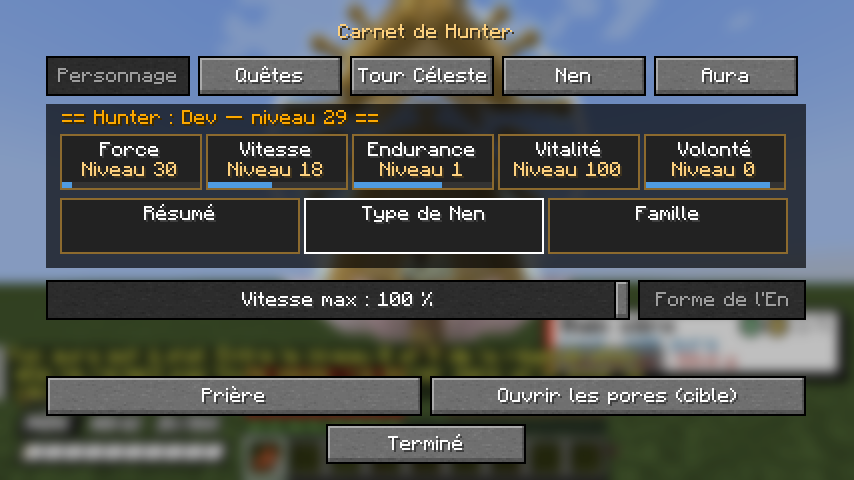 Carnet de Hunter
Personnage
Quêtes
Tour Céleste
Nen
Aura
== Hunter : Dev — niveau 29 ==
Force
Niveau 30
Vitesse
Niveau 18
Endurance
Niveau 1
Vitalité
Niveau 100
Volonté
Niveau 0
Résumé
Type de Nen
Famille
Vitesse max : 100 %
Forme de l'En
Prière
Ouvrir les pores (cible)
Terminé